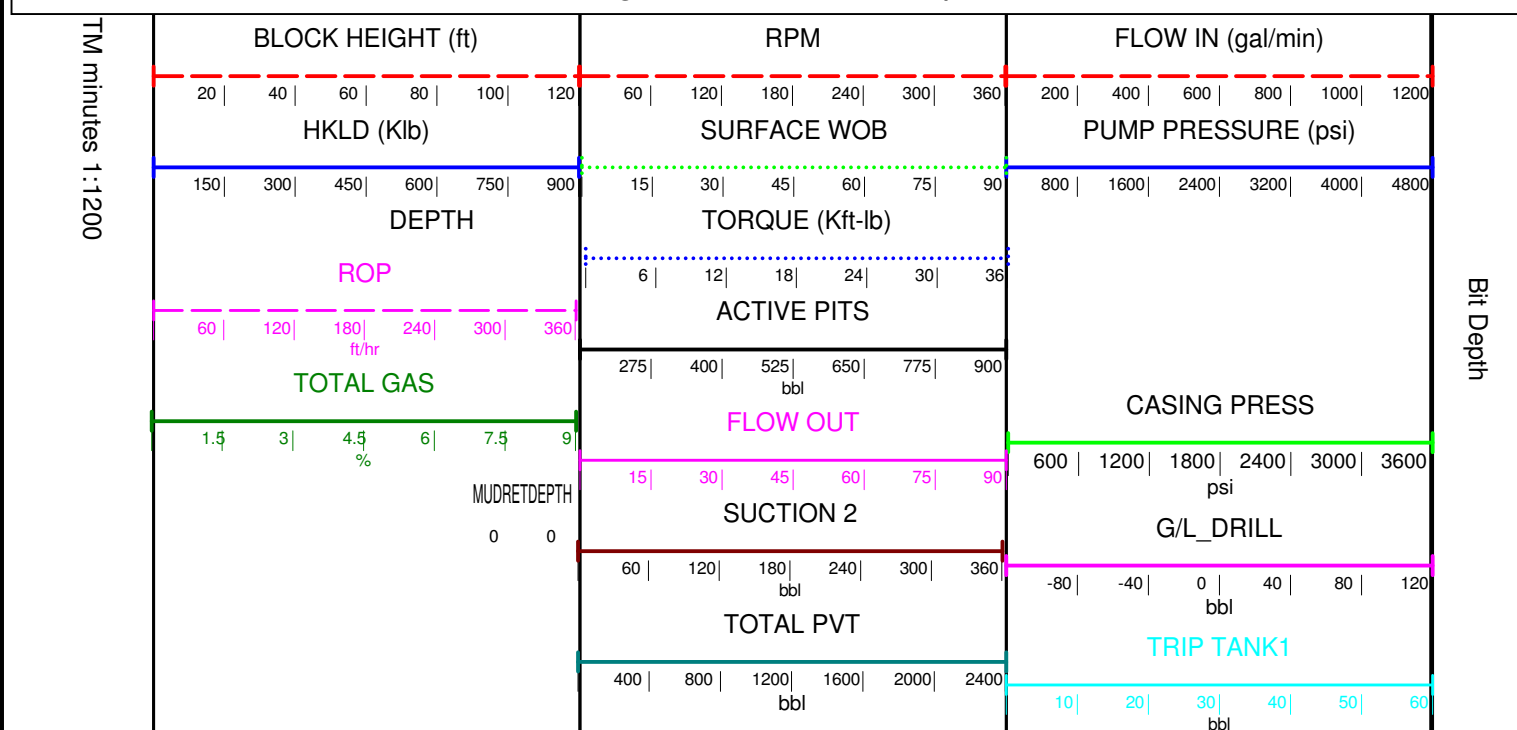 TM minutes 1:1200
BLOCK HEIGHT (ft)
20 40 60 80 100 120
HKLD (Klb)
150 300 450 600 750 900
DEPTH
ROP
60 120 180 240 300 360
ft/hr
TOTAL GAS
1.5 3 4.5 6 7.5 9
%
MUDRETDEPTH
0 0
RPM
60 120 180 240 300 360
SURFACE WOB
15 30 45 60 75 90
TORQUE (Kft-lb)
6 12 18 24 30 36
ACTIVE PITS
275 400 525 650 775 900
bbl
FLOW OUT
15 30 45 60 75 90
SUCTION 2
60 120 180 240 300 360
bbl
TOTAL PVT
400 800 1200 1600 2000 2400
bbl
FLOW IN (gal/min)
200 400 600 800 1000 1200
PUMP PRESSURE (psi)
800 1600 2400 3200 4000 4800
CASING PRESS
600 1200 1800 2400 3000 3600
psi
G/L_DRILL
-80 -40 0 40 80 120
bbl
TRIP TANK1
10 20 30 40 50 60
bbl
Bit Depth